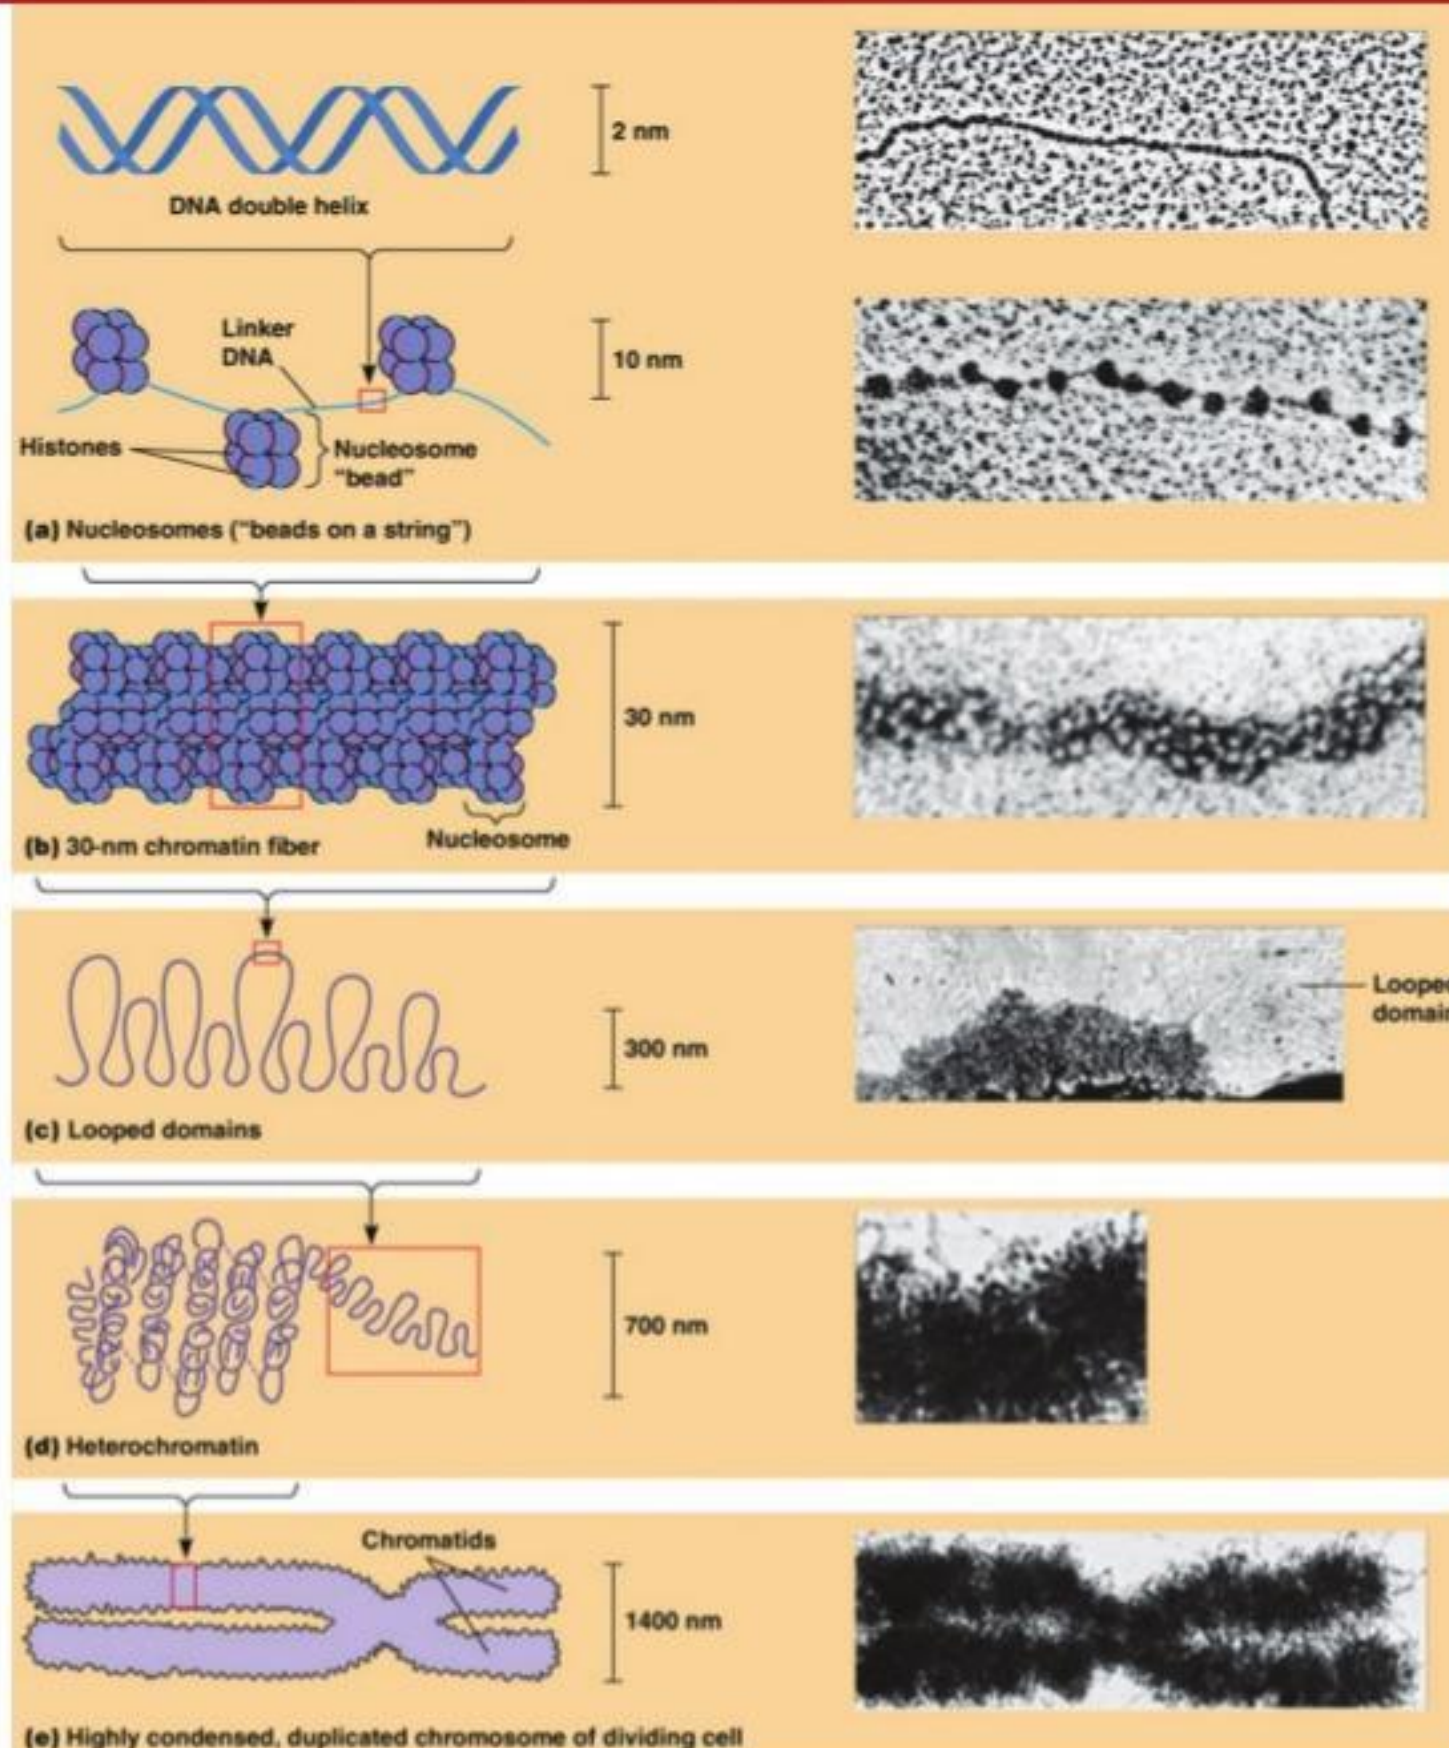 2 nm
DNA double helix
Linker
DNA
10 nm
Histones
Nucleosome
"bead"
(a) Nucleosomes ("beads on a string")
30 nm
Nucleosome
(b) 30-nm chromatin fiber
Looped
300 nm
(c) Looped domains
700 nm
(d) Heterochromatin
Chromatids
1400 nm
(e) Highly condensed, duplicated chromosome of dividing cell